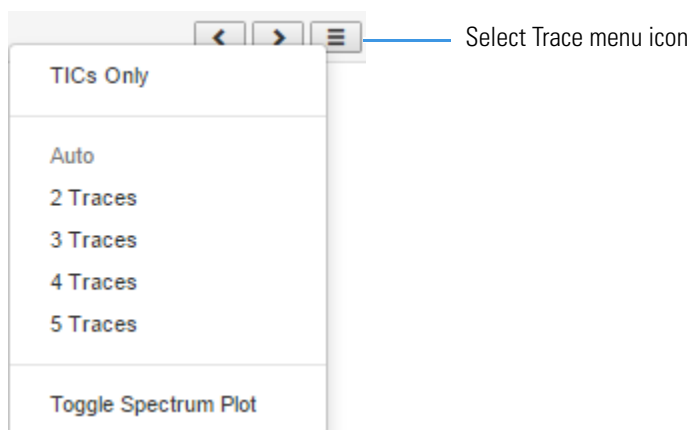 Select Trace menu icon
TICs Only
Auto
2 Traces
3 Traces
4 Traces
5 Traces
Toggle Spectrum Plot